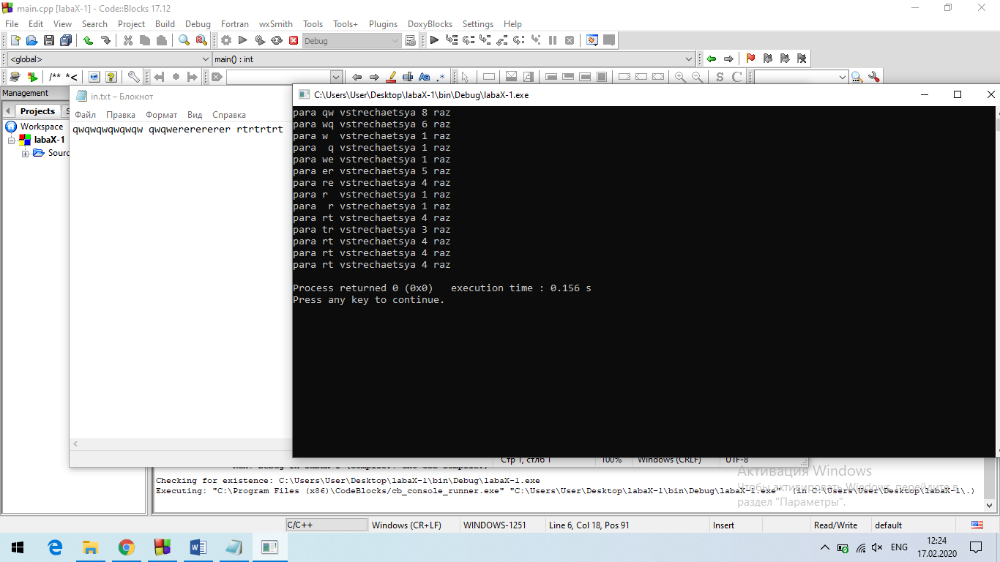 main.cpp [labaX-1] - Code::Blocks 17.12
File Edit View Search Project Build Debug Fortran wxSmith Tools Tools+ Plugins DoxyBlocks Settings Help
Debug
<global> main() : int
/** *< Aa .* S C
Management
in.txt – Блокнот
C:\Users\User\Desktop\labaX-1\bin\Debug\labaX-1.exe
Projects S
Файл Правка Формат Вид Справка
Workspace
labaX-1
Sourc
qwqwqwqwqwqw qwqwerererererer rtrtrtrt
para qw vstrechaetsya 8 raz
para wq vstrechaetsya 6 raz
para w  vstrechaetsya 1 raz
para  q vstrechaetsya 1 raz
para we vstrechaetsya 1 raz
para er vstrechaetsya 5 raz
para re vstrechaetsya 4 raz
para r  vstrechaetsya 1 raz
para  r vstrechaetsya 1 raz
para rt vstrechaetsya 4 raz
para tr vstrechaetsya 3 raz
para rt vstrechaetsya 4 raz
para rt vstrechaetsya 4 raz
para rt vstrechaetsya 4 raz
Process returned 0 (0x0)   execution time : 0.156 s
Press any key to continue.
Стр 1, стлб 1 100% Windows (CRLF) UTF-8
Checking for existence: C:\Users\User\Desktop\labaX-1\bin\Debug\labaX-1.exe
Executing: "C:\Program Files (x86)\CodeBlocks/cb_console_runner.exe" "C:\Users\User\Desktop\labaX-1\bin\Debug\labaX-1.exe"  (in C:\Users\User\Desktop\labaX-1\.)
Активация Windows
Чтобы активировать Windows, перейдите в
раздел "Параметры".
C/C++ Windows (CR+LF) WINDOWS-1251 Line 6, Col 18, Pos 91 Insert Read/Write default
ENG
12:24
17.02.2020